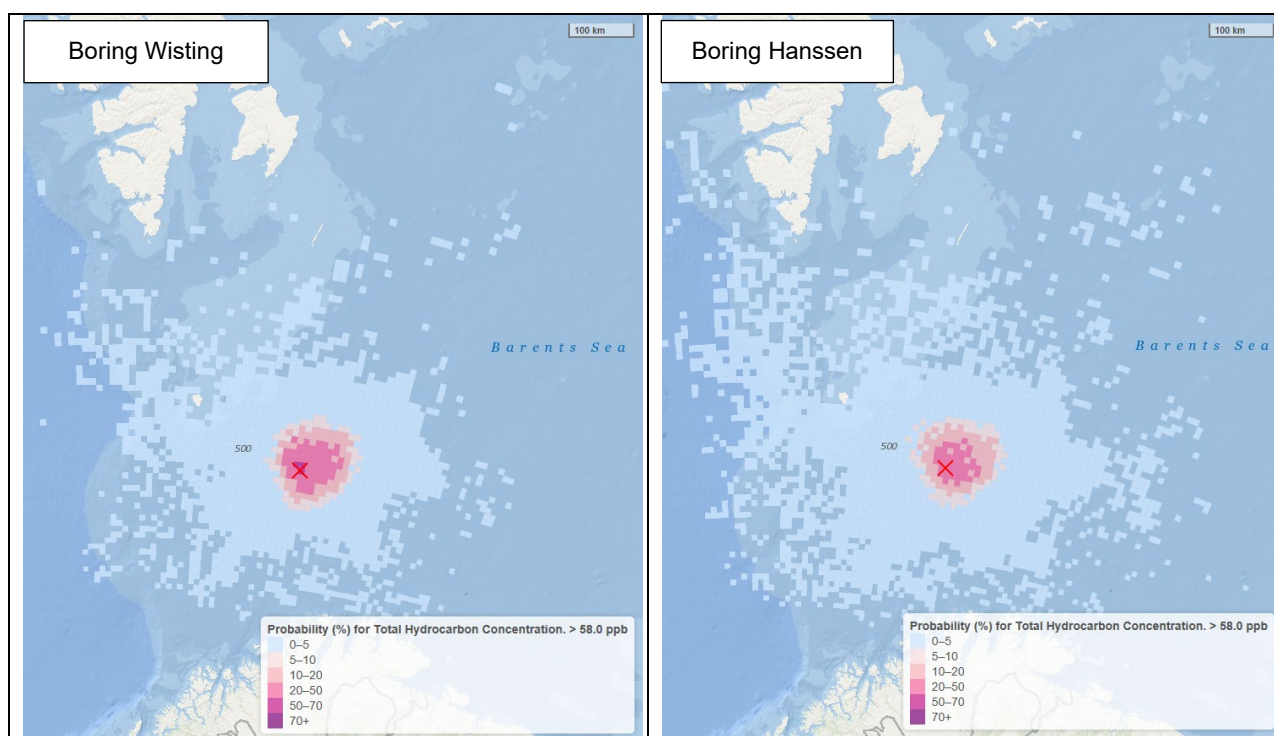 Boring Wisting
100 km
Barents Sea
500
Probability (%) for Total Hydrocarbon Concentration. > 58.0 ppb
0–5
5–10
10–20
20–50
50–70
70+
Boring Hanssen
100 km
Barents Sea
500
Probability (%) for Total Hydrocarbon Concentration. > 58.0 ppb
0–5
5–10
10–20
20–50
50–70
70+